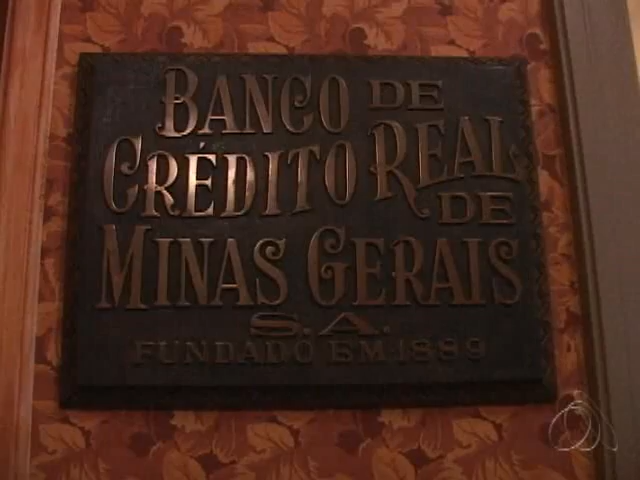 BANCO DE
CRÉDITO REAL DE
MINAS GERAIS
S.A.
FUNDADO EM 1889